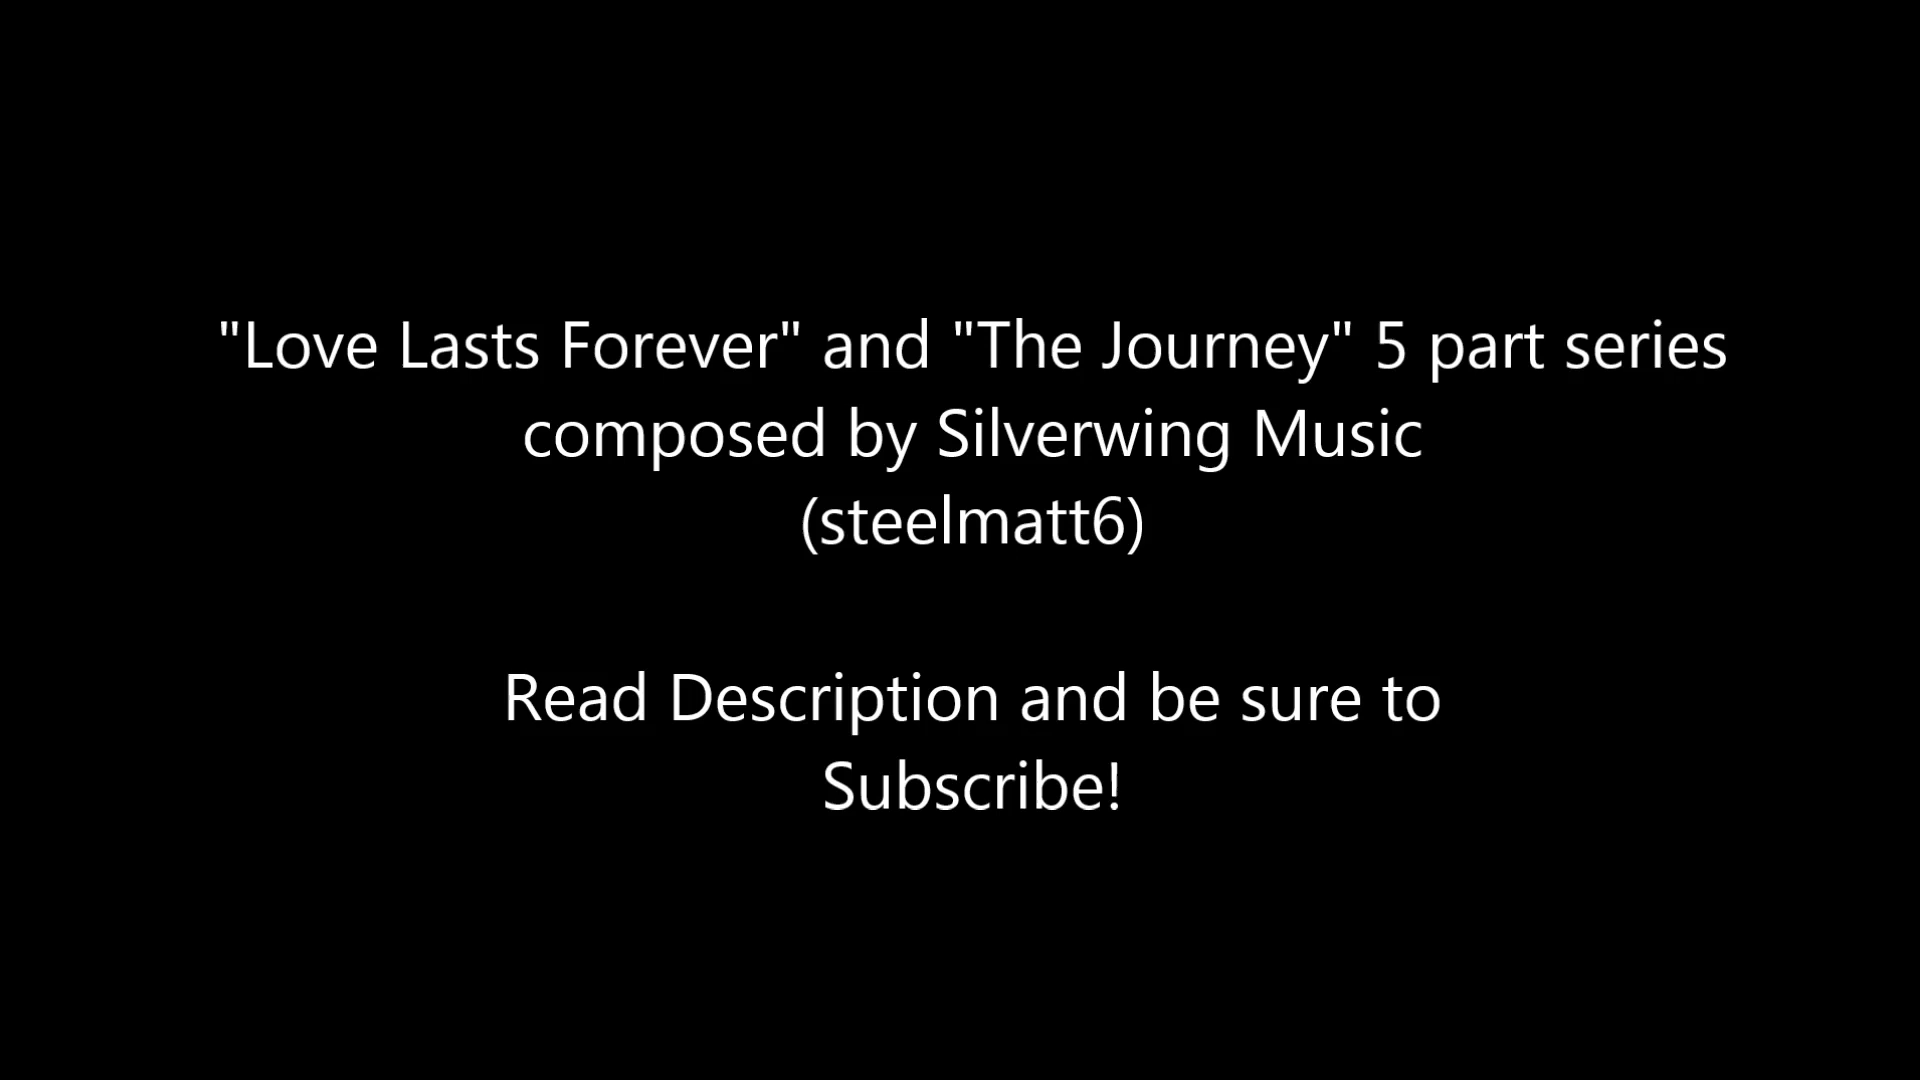 "Love Lasts Forever" and "The Journey" 5 part series
composed by Silverwing Music
(steelmatt6)
Read Description and be sure to
Subscribe!